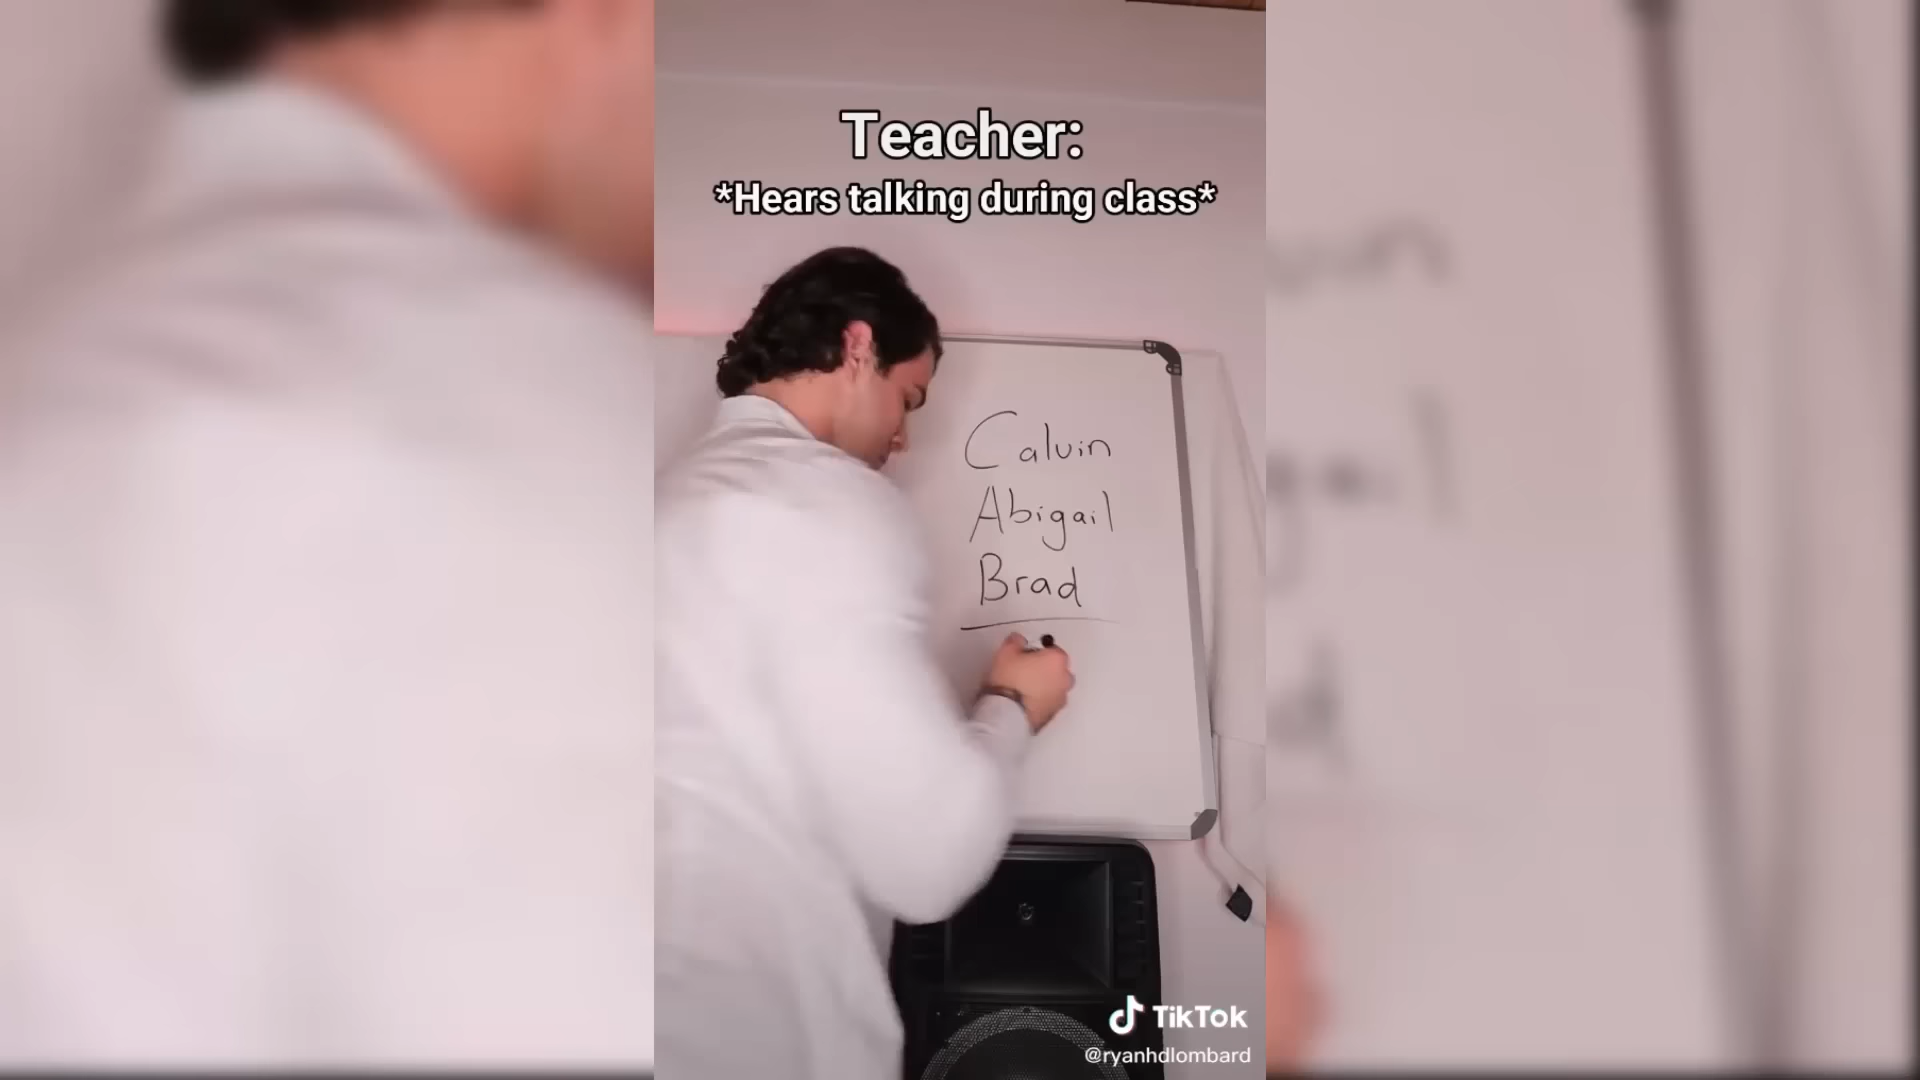 Teacher:
*Hears talking during class*
Calvin
Abigail
Brad
TikTok
@ryanhdlombard